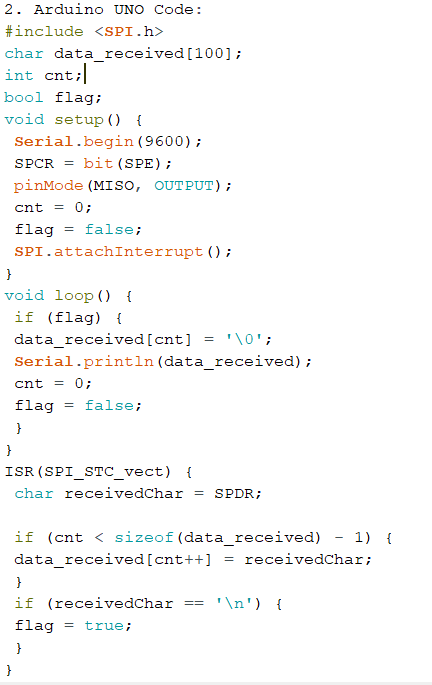 2. Arduino UNO Code:
#include <SPI.h>
char data_received[100];
int cnt;
bool flag;
void setup() {
 Serial.begin(9600);
 SPCR = bit(SPE);
 pinMode(MISO, OUTPUT);
 cnt = 0;
 flag = false;
 SPI.attachInterrupt();
}
void loop() {
 if (flag) {
 data_received[cnt] = '\0';
 Serial.println(data_received);
 cnt = 0;
 flag = false;
 }
}
ISR(SPI_STC_vect) {
 char receivedChar = SPDR;

 if (cnt < sizeof(data_received) - 1) {
 data_received[cnt++] = receivedChar;
 }
 if (receivedChar == '\n') {
 flag = true;
 }
}